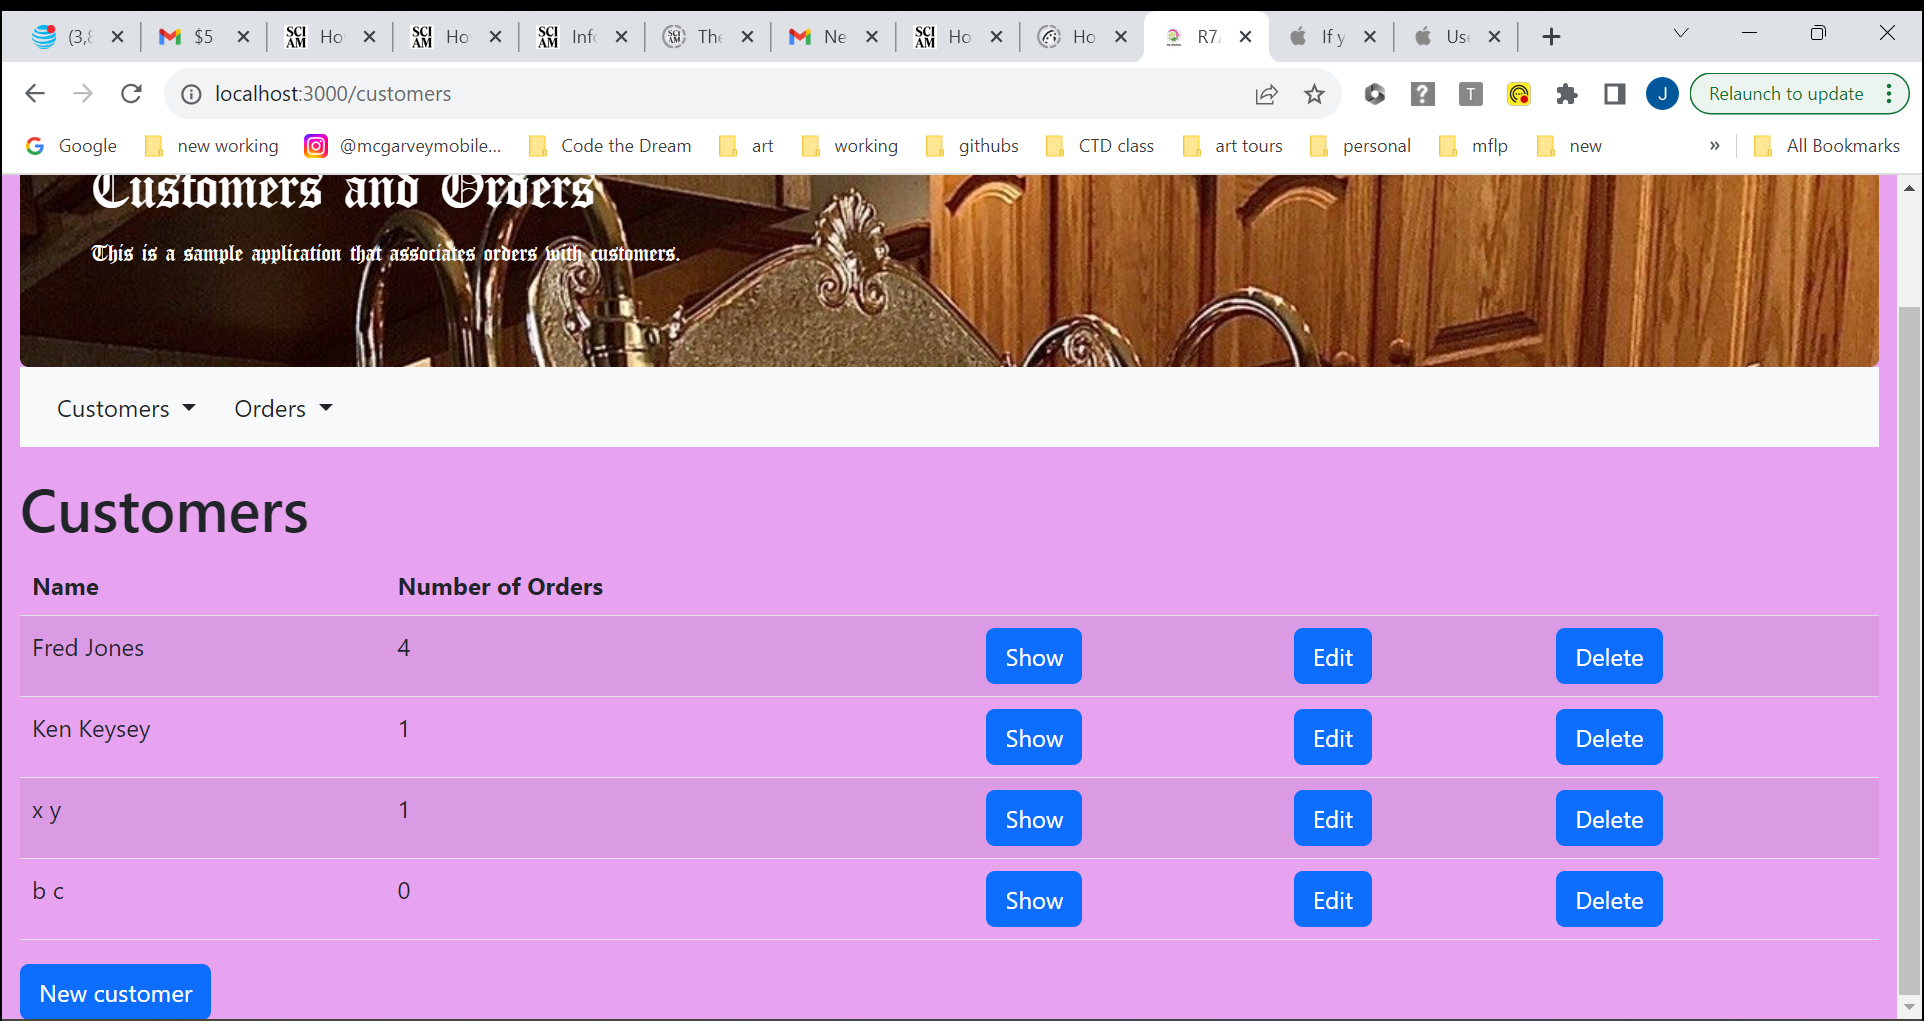 (3,8 $5 Ho Ho Info The Ne Ho Ho R7 If y Us
localhost:3000/customers T J Relaunch to update
Google new working @mcgarveymobile... Code the Dream art working githubs CTD class art tours personal mflp new » All Bookmarks
Customers and Orders
This is a sample application that associates orders with customers.
Customers Orders
Customers
Name Number of Orders
Fred Jones 4 Show Edit Delete
Ken Keysey 1 Show Edit Delete
x y 1 Show Edit Delete
b c 0 Show Edit Delete
New customer